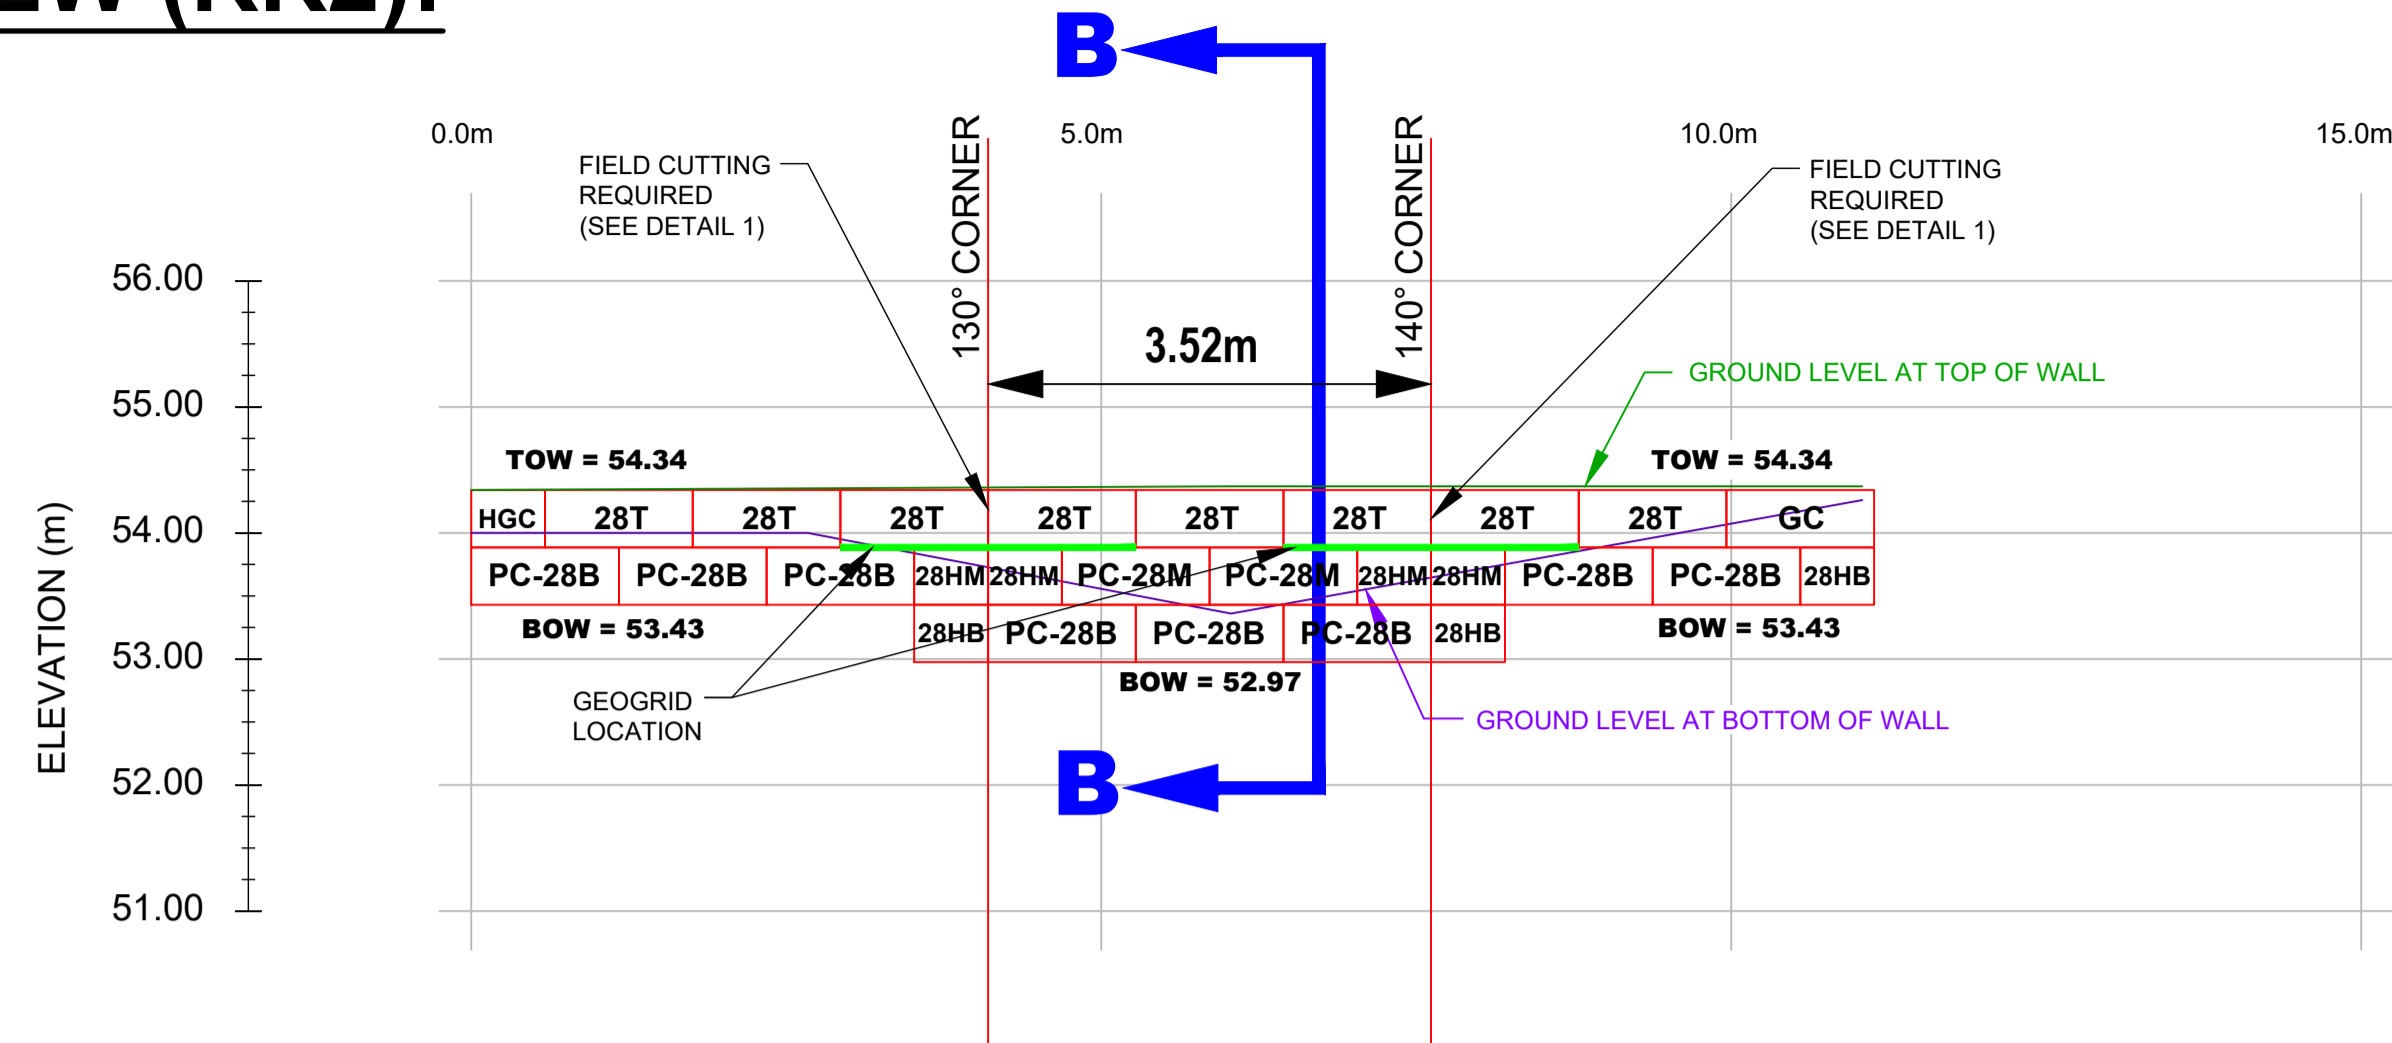 B
0.0m
5.0m
10.0m
15.0m
FIELD CUTTING
REQUIRED
(SEE DETAIL 1)
130° CORNER
140° CORNER
FIELD CUTTING
REQUIRED
(SEE DETAIL 1)
56.00
3.52m
GROUND LEVEL AT TOP OF WALL
55.00
TOW = 54.34
TOW = 54.34
54.00
HGC 28T 28T 28T 28T 28T 28T 28T 28T GC
PC-28B PC-28B PC-28B 28HM 28HM PC-28M PC-28M 28HM 28HM PC-28B PC-28B 28HB
BOW = 53.43
28HB PC-28B PC-28B PC-28B 28HB
BOW = 53.43
53.00
BOW = 52.97
GEOGRID
LOCATION
GROUND LEVEL AT BOTTOM OF WALL
ELEVATION (m)
52.00
B
51.00